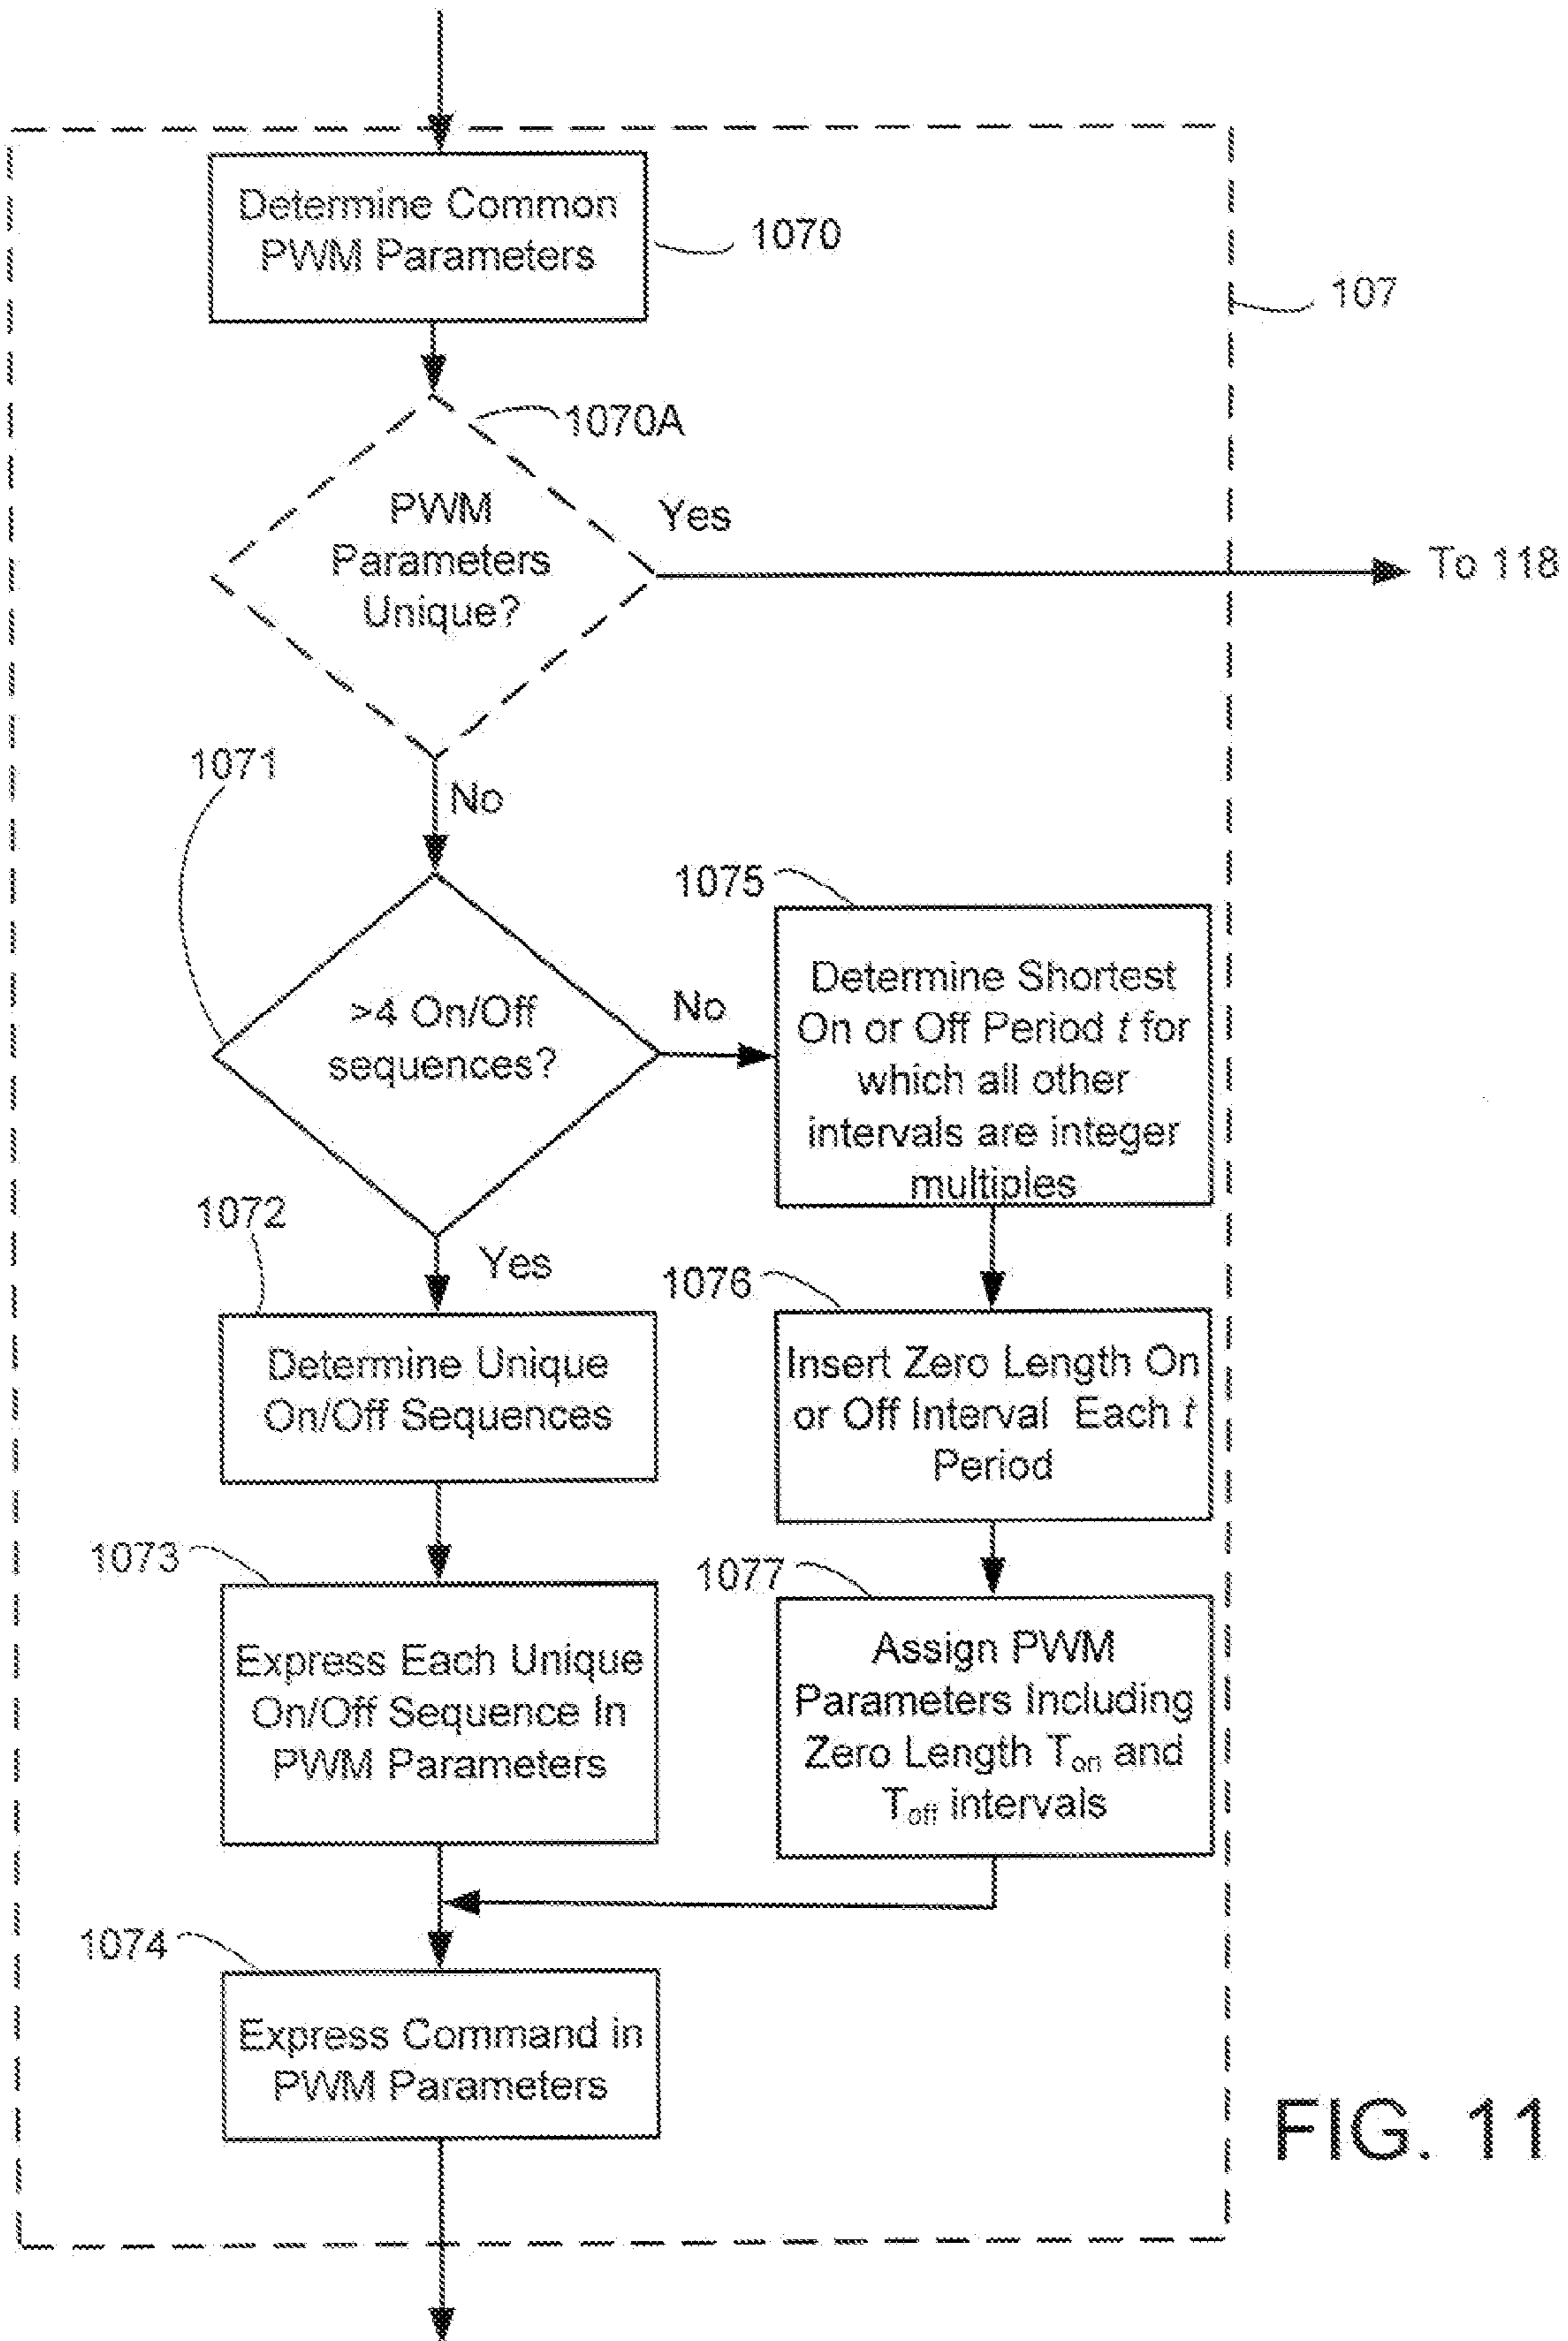 Determine Common
PWM Parameters
1070
107
1070A
PWM
Parameters
Unique?
Yes
To 118
No
1071
>4 On/Off
sequences?
No
1075
Determine Shortest
On or Off Period t for
which all other
intervals are integer
multiples
Yes
1072
Determine Unique
On/Off Sequences
1076
Insert Zero Length On
or Off Interval Each t
Period
1073
Express Each Unique
On/Off Sequence In
PWM Parameters
1077
Assign PWM
Parameters Including
Zero Length Ton and
Toff intervals
1074
Express Command in
PWM Parameters
FIG. 11